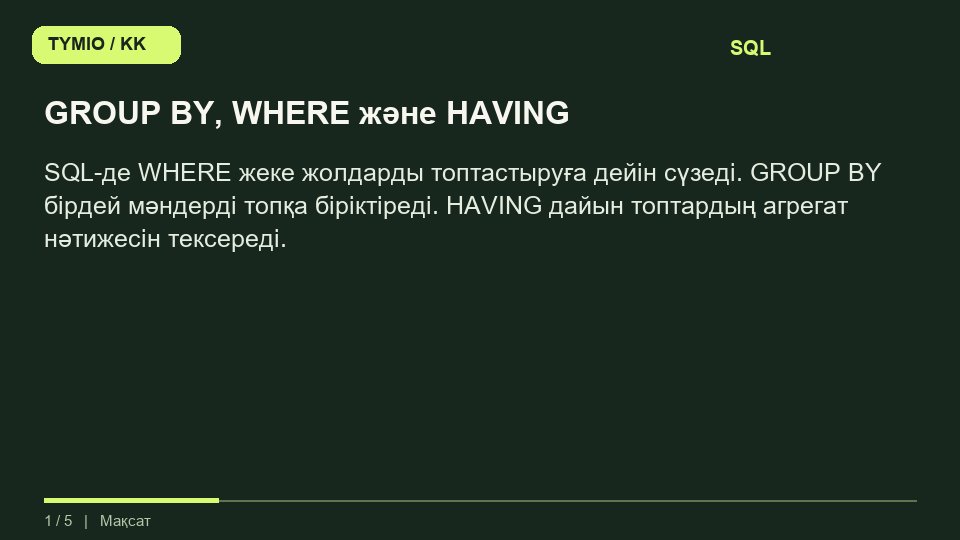 TYMIO / KK
SQL
GROUP BY, WHERE және HAVING
SQL-де WHERE жеке жолдарды топтастыруға дейін сүзеді. GROUP BY
бірдей мәндерді топқа біріктіреді. HAVING дайын топтардың агрегат
нәтижесін тексереді.
1 / 5 | Мақсат